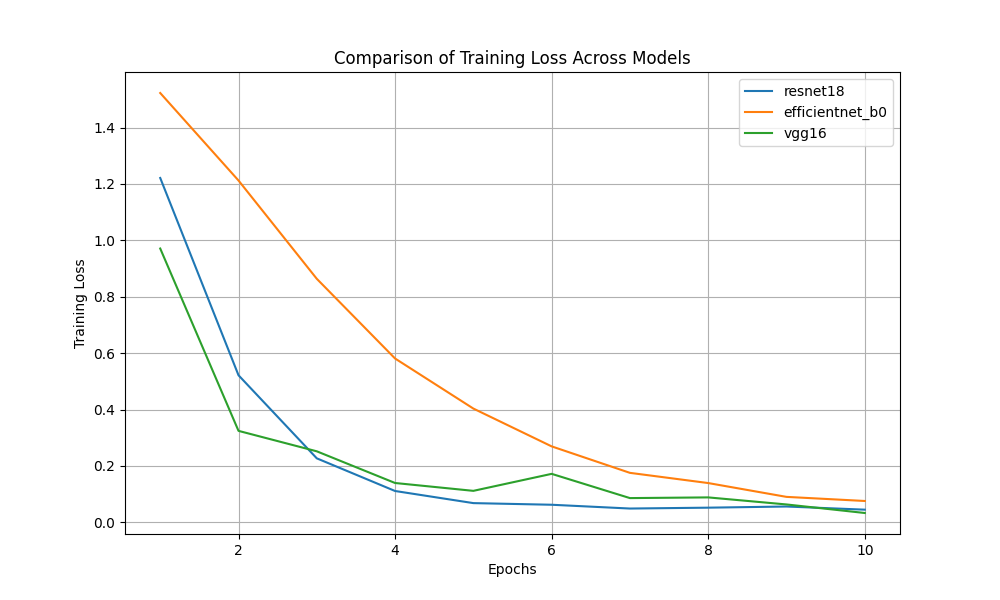 Comparison of Training Loss Across Models
resnet18
efficientnet_b0
vgg16
Training Loss
1.4
1.2
1.0
0.8
0.6
0.4
0.2
0.0
2
4
6
8
10
Epochs